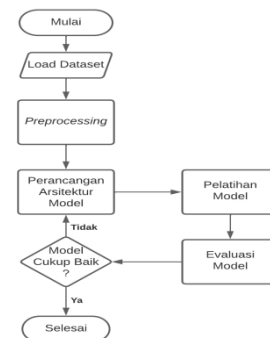 Mulai
Load Dataset
Preprocessing
Perancangan
Arsitektur
Model
Pelatihan
Model
Evaluasi
Model
Model
Cukup Baik
?
Tidak
Ya
Selesai